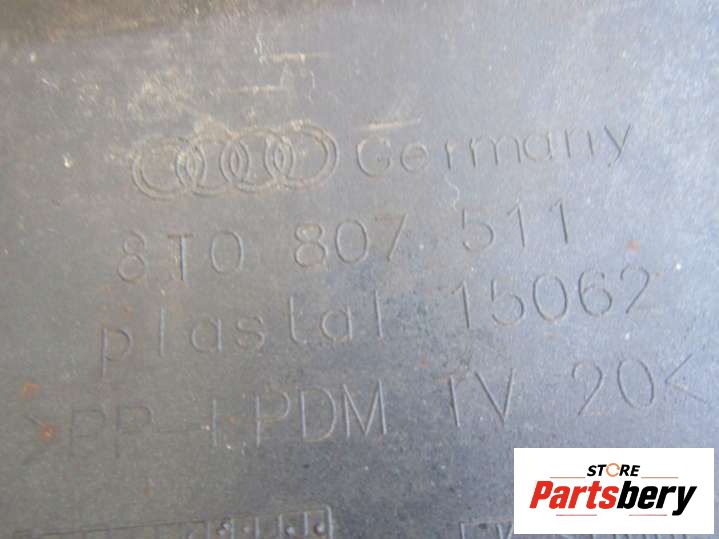 Germany
8T0 807 511
plastal 15062
>PP-EPDM TV 20<
STORE
Partsbery